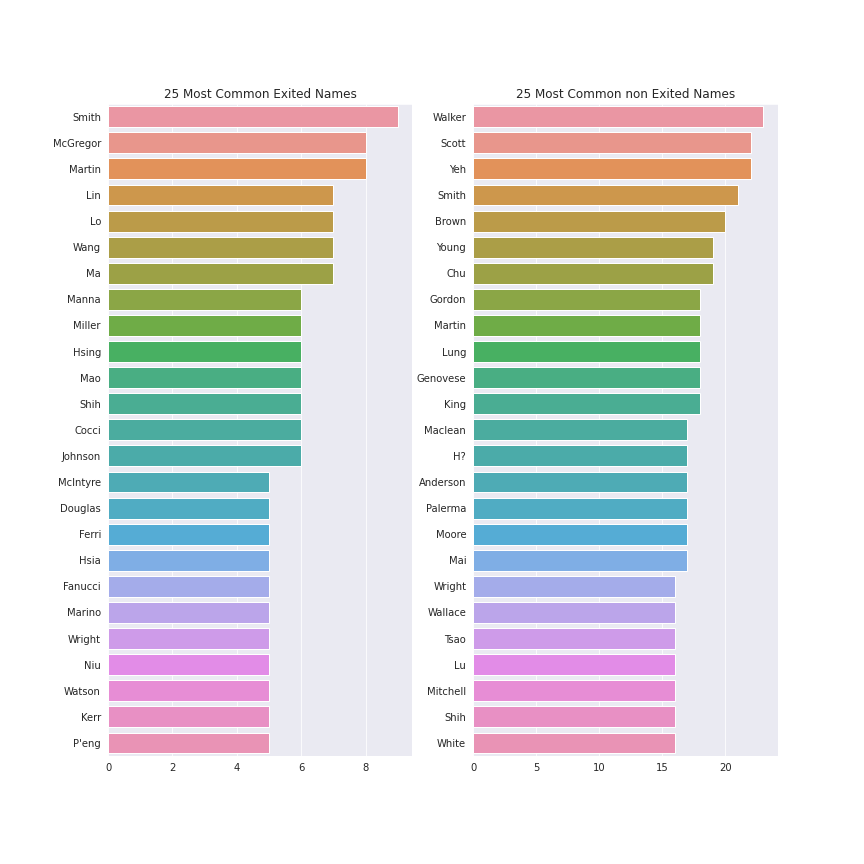 25 Most Common Exited Names
Smith
McGregor
Martin
Lin
Lo
Wang
Ma
Manna
Miller
Hsing
Mao
Shih
Cocci
Johnson
McIntyre
Douglas
Ferri
Hsia
Fanucci
Marino
Wright
Niu
Watson
Kerr
P'eng
0 2 4 6 8
25 Most Common non Exited Names
Walker
Scott
Yeh
Smith
Brown
Young
Chu
Gordon
Martin
Lung
Genovese
King
Maclean
H?
Anderson
Palerma
Moore
Mai
Wright
Wallace
Tsao
Lu
Mitchell
Shih
White
0 5 10 15 20